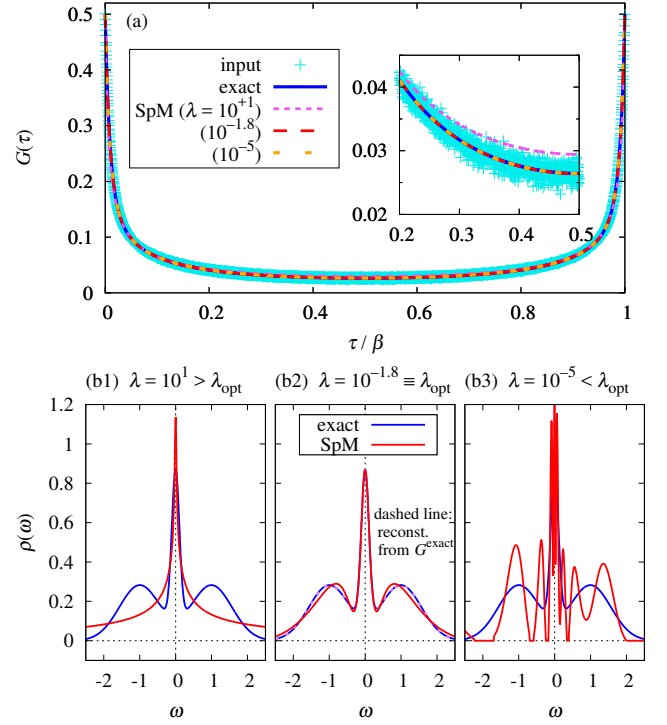 (a)
0.5
0.4
0.3
0.2
0.1
0
G(τ)
input
exact
SpM (λ = 10⁺¹)
(10⁻¹·⁸)
(10⁻⁵)
0.04
0.03
0.02
0.2 0.3 0.4 0.5
0 0.2 0.4 0.6 0.8 1
τ / β
(b1) λ = 10¹ > λopt (b2) λ = 10⁻¹·⁸ ≡ λopt (b3) λ = 10⁻⁵ < λopt
1.2
1
0.8
0.6
0.4
0.2
0
ρ(ω)
exact
SpM
dashed line:
reconst.
from Gexact
-2 -1 0 1 2 -2 -1 0 1 2 -2 -1 0 1 2
ω ω ω